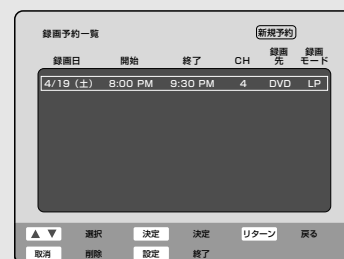 録画予約一覧 新規予約
録画日 開始 終了 CH 録画先 録画モード
4/19（土） 8:00 PM 9:30 PM 4 DVD LP
▲ ▼ 選択 決定 決定 リターン 戻る
取消 削除 設定 終了